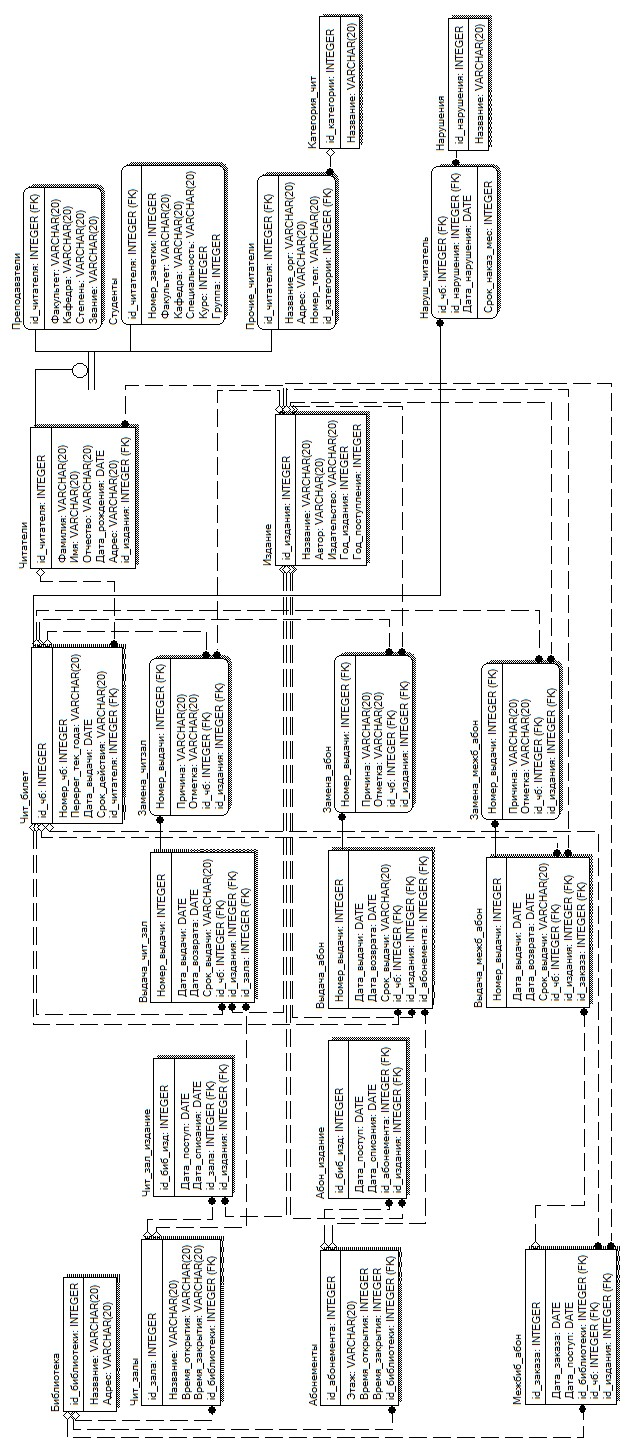 Библиотека
id_библиотеки: INTEGER
Название: VARCHAR(20)
Адрес: VARCHAR(20)
Чит_залы
id_зала: INTEGER
Название: VARCHAR(20)
Время_открытия: VARCHAR(20)
Время_закрытия: VARCHAR(20)
id_библиотеки: INTEGER (FK)
Абонементы
id_абонемента: INTEGER
Этаж: VARCHAR(20)
Время_открытия: INTEGER
Время_закрытия: INTEGER
id_библиотеки: INTEGER (FK)
Межбиб_абон
id_заказа: INTEGER
Дата_заказа: DATE
Дата_поступ: DATE
id_библиотеки: INTEGER (FK)
id_чб: INTEGER (FK)
id_издания: INTEGER (FK)
Чит_зал_издание
id_биб_изд: INTEGER
Дата_поступ: DATE
Дата_списания: DATE
id_зала: INTEGER (FK)
id_издания: INTEGER (FK)
Абон_издание
id_биб_изд: INTEGER
Дата_поступ: DATE
Дата_списания: DATE
id_абонемента: INTEGER (FK)
id_издания: INTEGER (FK)
Выдача_чит_зал
Номер_выдачи: INTEGER
Дата_выдачи: DATE
Дата_возврата: DATE
Срок_выдачи: VARCHAR(20)
id_чб: INTEGER (FK)
id_издания: INTEGER (FK)
id_зала: INTEGER (FK)
Выдача_абон
Номер_выдачи: INTEGER
Дата_выдачи: DATE
Дата_возврата: DATE
Срок_выдачи: VARCHAR(20)
id_чб: INTEGER (FK)
id_издания: INTEGER (FK)
id_абонемента: INTEGER (FK)
Выдача_межб_абон
Номер_выдачи: INTEGER
Дата_выдачи: DATE
Дата_возврата: DATE
Срок_выдачи: VARCHAR(20)
id_чб: INTEGER (FK)
id_издания: INTEGER (FK)
id_заказа: INTEGER (FK)
Чит_билет
id_чб: INTEGER
Номер_чб: INTEGER
Перерег_тек_года: VARCHAR(20)
Дата_выдачи: DATE
Срок_действия: VARCHAR(20)
id_читателя: INTEGER (FK)
Замена_читзал
Номер_выдачи: INTEGER (FK)
Причина: VARCHAR(20)
Отметка: VARCHAR(20)
id_чб: INTEGER (FK)
id_издания: INTEGER (FK)
Замена_абон
Номер_выдачи: INTEGER (FK)
Причина: VARCHAR(20)
Отметка: VARCHAR(20)
id_чб: INTEGER (FK)
id_издания: INTEGER (FK)
Замена_межб_абон
Номер_выдачи: INTEGER (FK)
Причина: VARCHAR(20)
Отметка: VARCHAR(20)
id_чб: INTEGER (FK)
id_издания: INTEGER (FK)
Читатели
id_читателя: INTEGER
Фамилия: VARCHAR(20)
Имя: VARCHAR(20)
Отчество: VARCHAR(20)
Дата_рождения: DATE
Адрес: VARCHAR(20)
id_издания: INTEGER (FK)
Издание
id_издания: INTEGER
Название: VARCHAR(20)
Автор: VARCHAR(20)
Издательство: VARCHAR(20)
Год_издания: INTEGER
Год_поступления: INTEGER
Преподаватели
id_читателя: INTEGER (FK)
Факультет: VARCHAR(20)
Кафедра: VARCHAR(20)
Степень: VARCHAR(20)
Звание: VARCHAR(20)
Студенты
id_читателя: INTEGER (FK)
Номер_зачетки: INTEGER
Факультет: VARCHAR(20)
Кафедра: VARCHAR(20)
Специальность: VARCHAR(20)
Курс: INTEGER
Группа: INTEGER
Прочие_читатели
id_читателя: INTEGER (FK)
Название_орг: VARCHAR(20)
Адрес: VARCHAR(20)
Номер_тел: VARCHAR(20)
id_категории: INTEGER (FK)
Наруш_читатель
id_чб: INTEGER (FK)
id_нарушения: INTEGER (FK)
Дата_нарушения: DATE
Срок_наказ_мес: INTEGER
Категория_чит
id_категории: INTEGER
Название: VARCHAR(20)
Нарушения
id_нарушения: INTEGER
Название: VARCHAR(20)